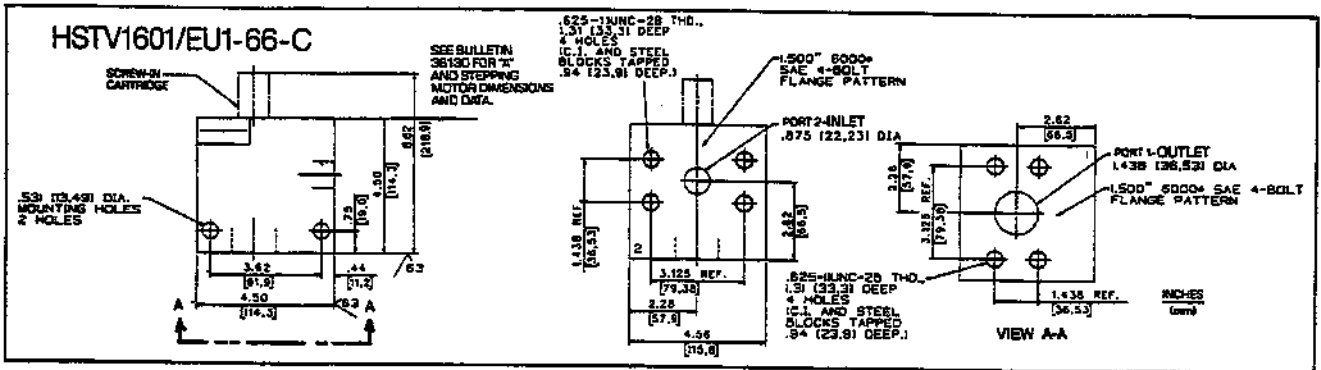 HSTV1601/EU1-66-C
SCREW-IN
CARTRIDGE
SEE BULLETIN
36130 FOR "A"
AND STEPPING
MOTOR DIMENSIONS
AND DATA.
8.62
[218,9]
4.50
[114,3]
.75
[19,0]
.531 [13,49] DIA.
MOUNTING HOLES
2 HOLES
3.62
[91,9]
.44
[11,2]
63
4.50
[114,3]
63
A
A
.625-11UNC-2B THD.,
1.31 [33,3] DEEP
4 HOLES
(C.I. AND STEEL
BLOCKS TAPPED
.94 [23,9] DEEP.)
1.500" 6000#
SAE 4-BOLT
FLANGE PATTERN
PORT 2-INLET
.875 [22,23] DIA
1.438 REF.
[36,53]
2.62
[66,5]
2
3.125 REF.
[79,38]
2.28
[57,9]
4.56
[115,8]
2.62
[66,5]
PORT 1-OUTLET
1.438 [36,53] DIA
1.500" 6000# SAE 4-BOLT
FLANGE PATTERN
2.28
[57,9]
3.125 REF.
[79,38]
.625-11UNC-2B THD.,
1.31 [33,3] DEEP
4 HOLES
(C.I. AND STEEL
BLOCKS TAPPED
.94 [23,9] DEEP.)
1.438 REF.
[36,53]
INCHES
(mm)
VIEW A-A